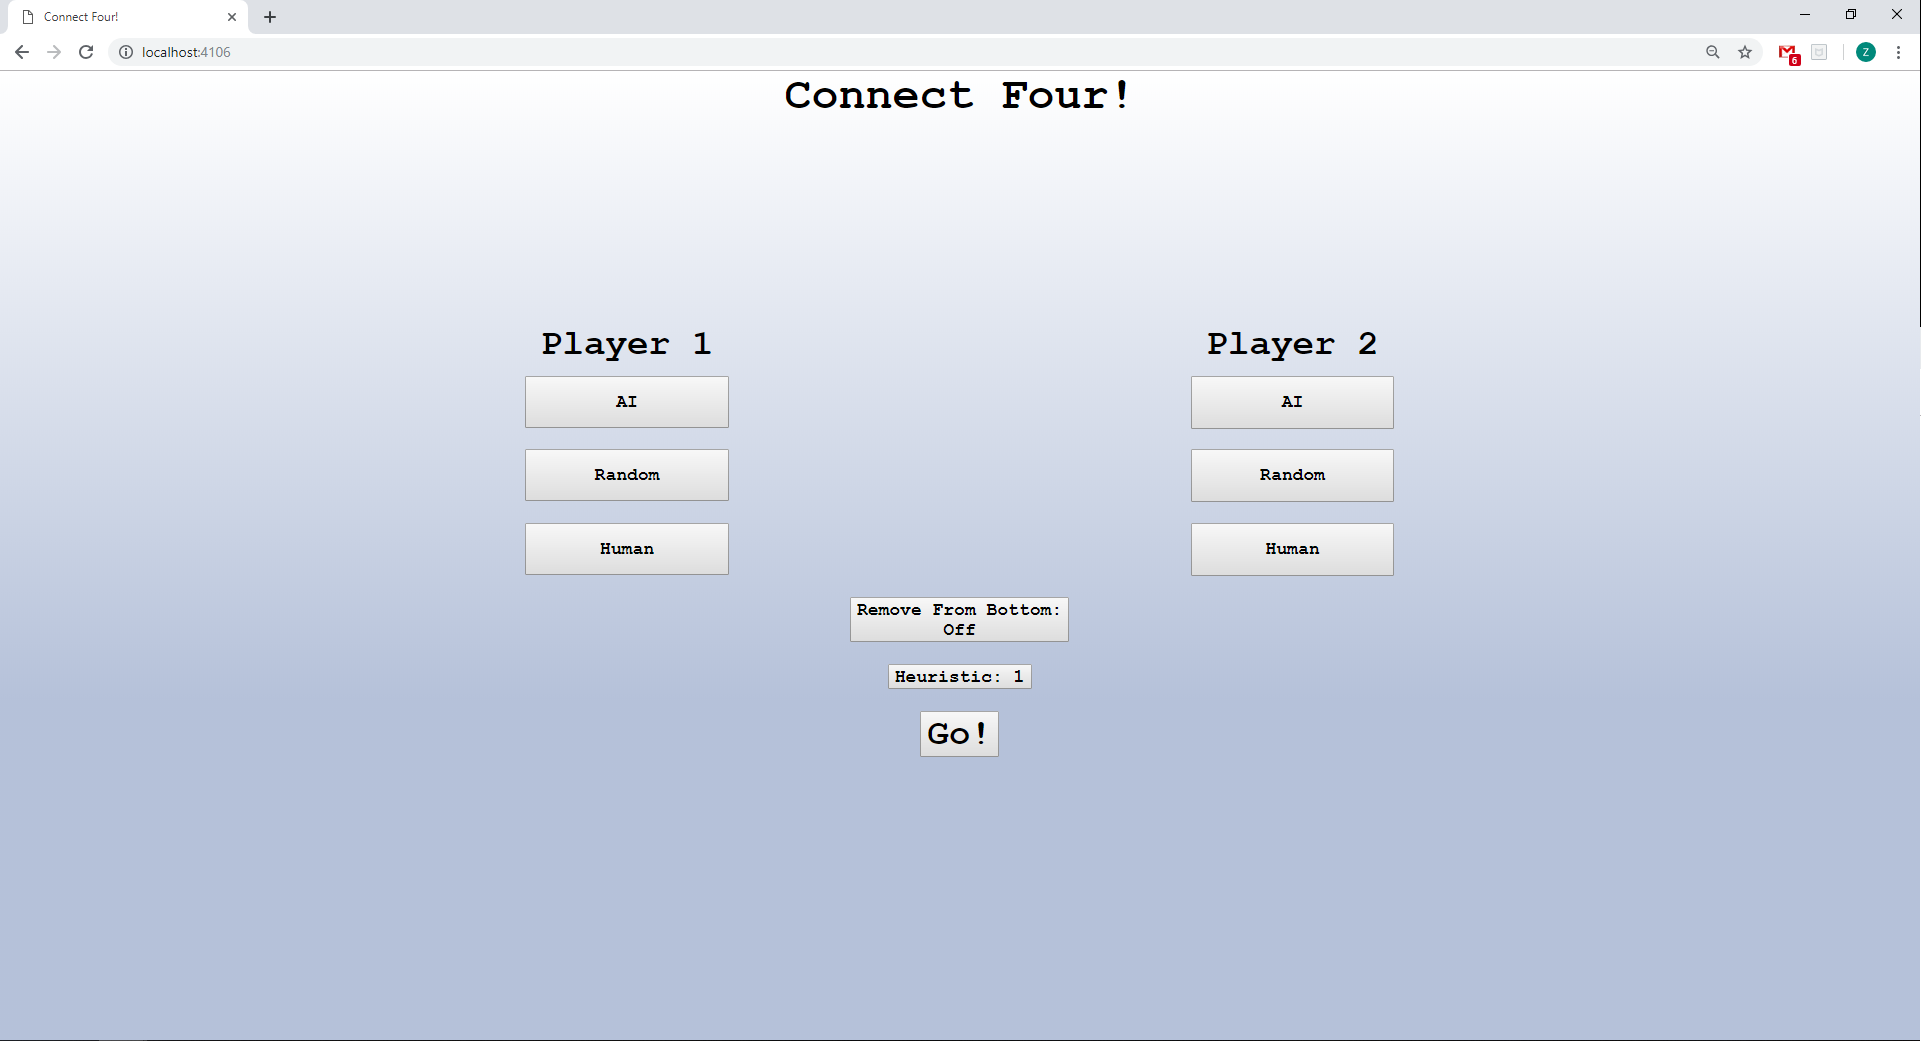 Connect Four!
localhost:4106
6
Z
Connect Four!
Player 1
AI
Random
Human
Player 2
AI
Random
Human
Remove From Bottom:
Off
Heuristic: 1
Go!